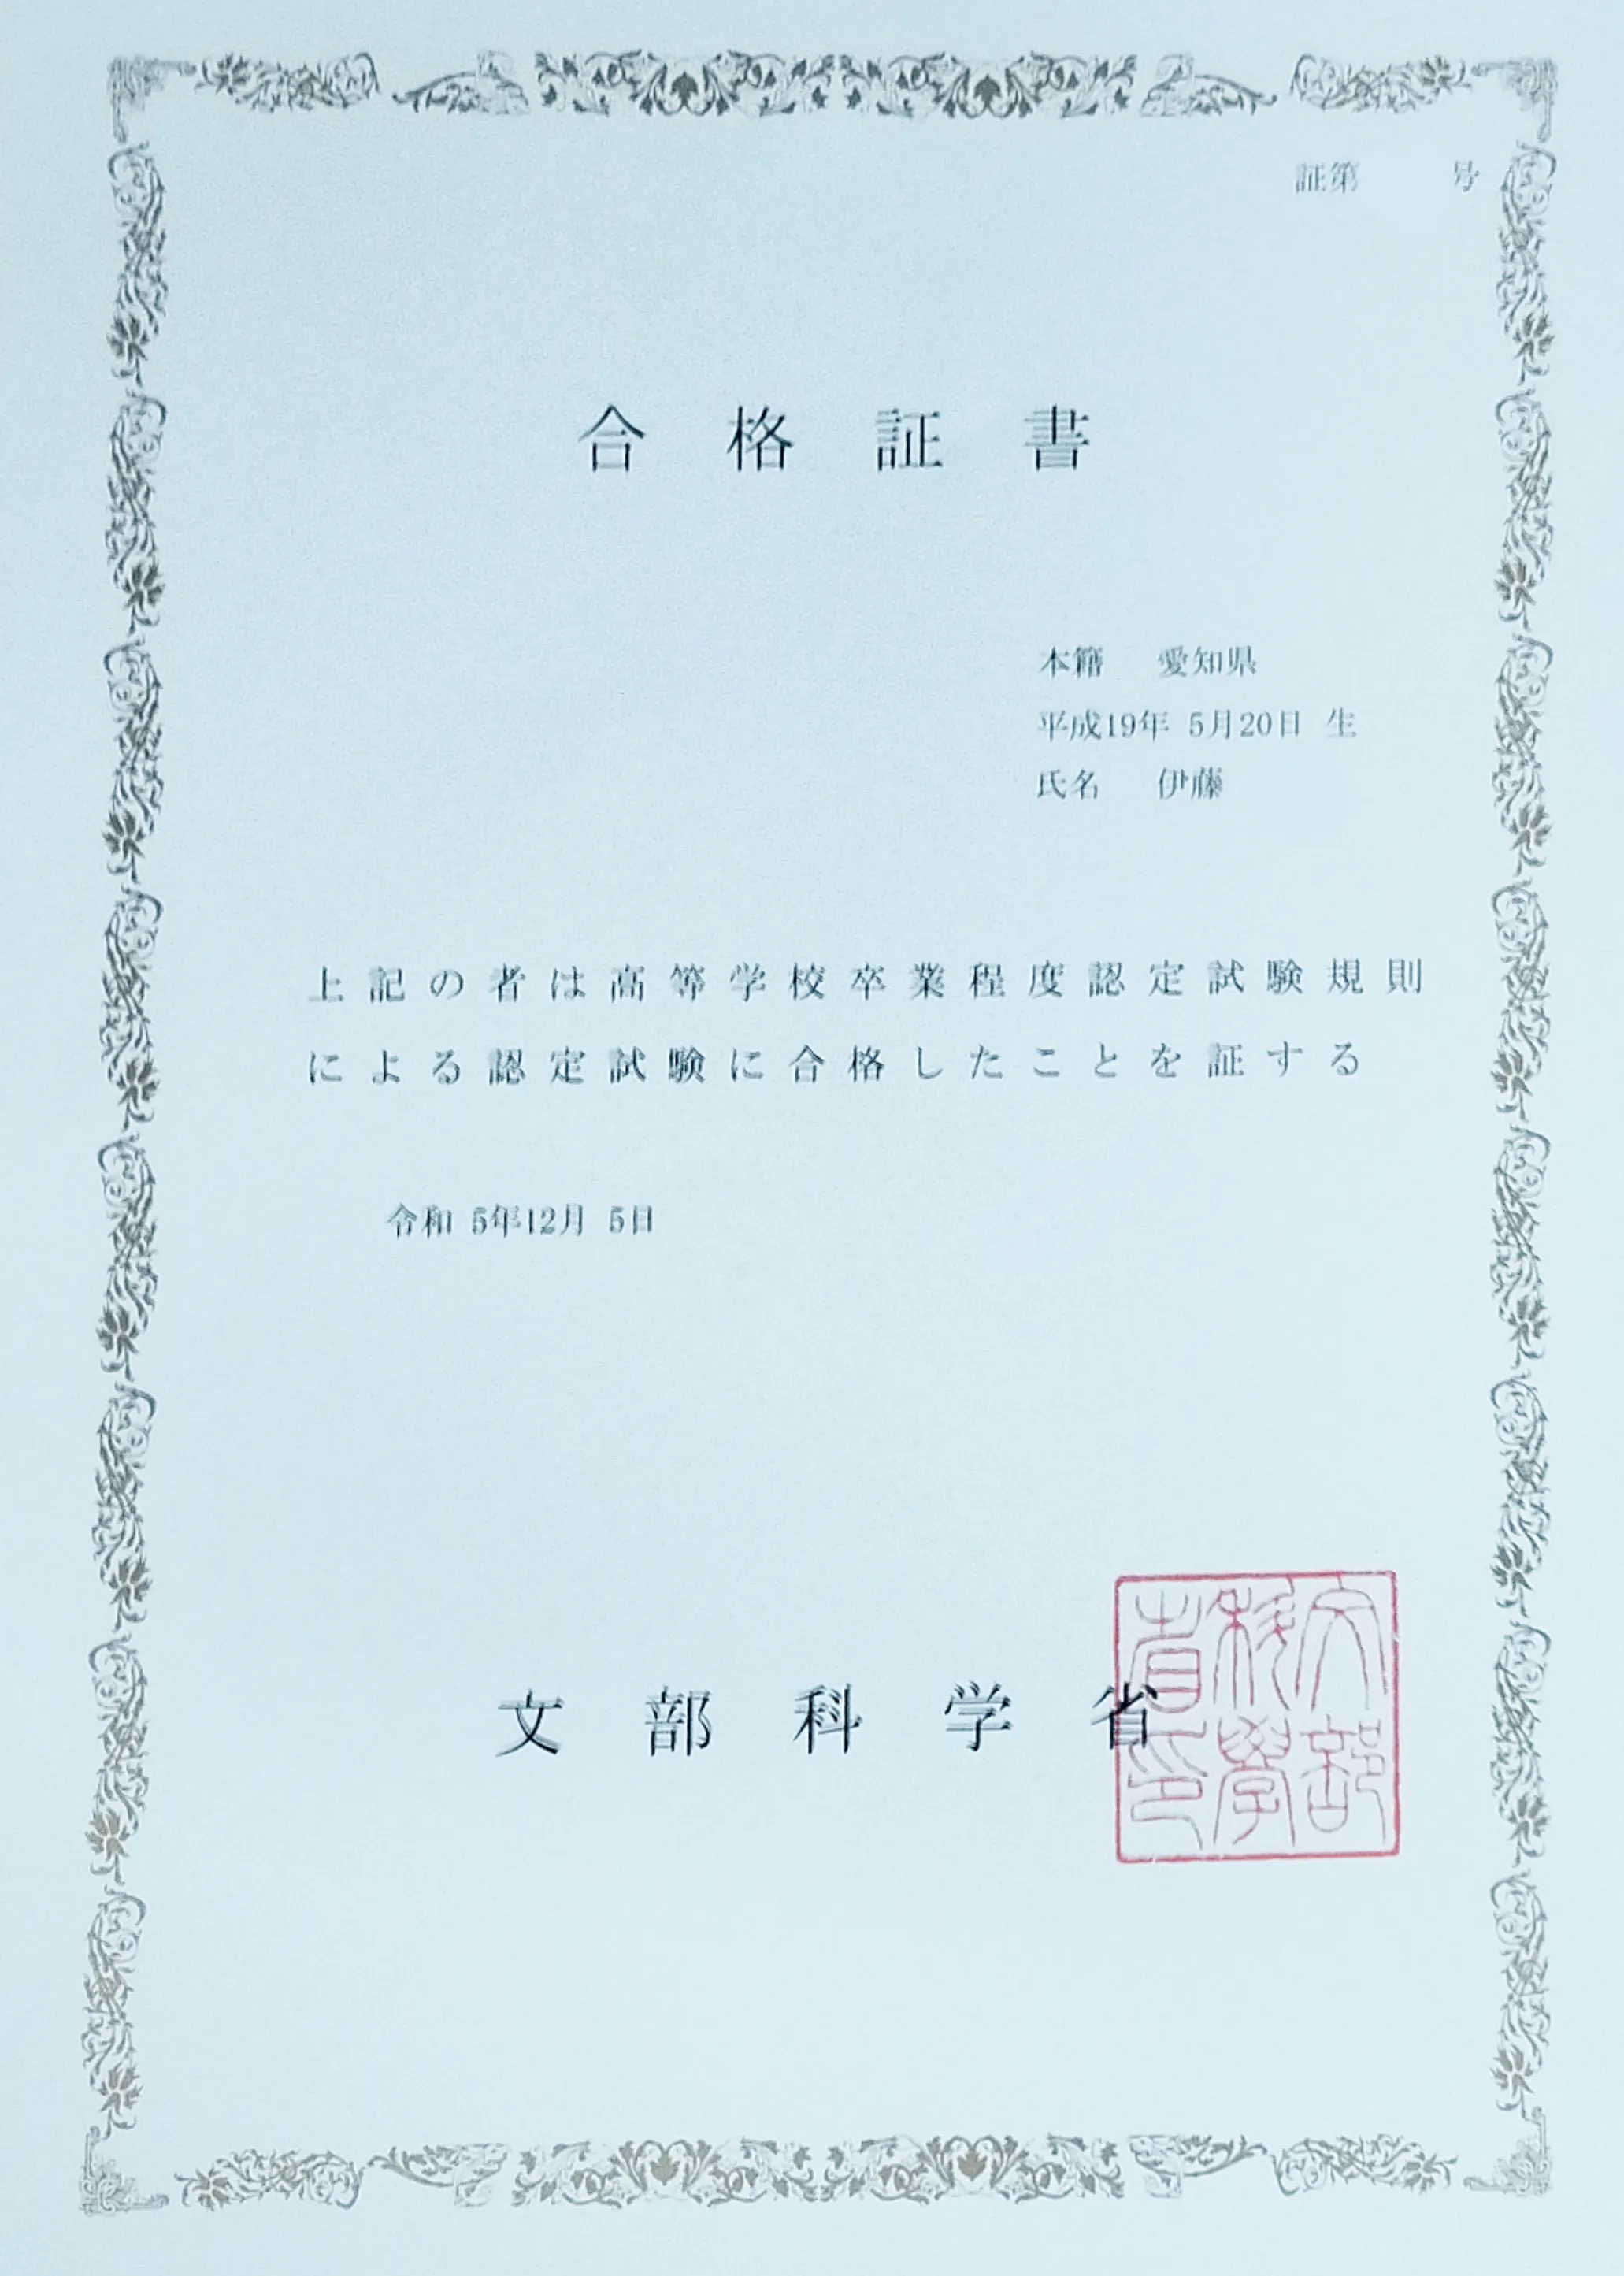 証第 号
合格証書
本籍 愛知県
平成19年 5月20日 生
氏名 伊藤
上記の者は高等学校卒業程度認定試験規則
による認定試験に合格したことを証する
令和 5年12月 5日
文部科学省
文部科學省印